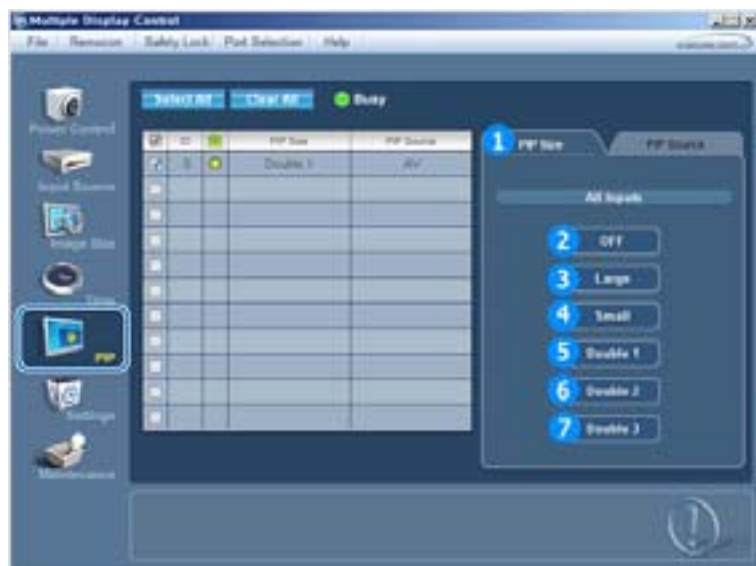 Multiple Display Control
File Remocon Safety Lock Port Selection Help
Select All Clear All Busy
Power Control
Input Source
Image Size
Time
PIP
Settings
Maintenance
ID PIP Size PIP Source
0 Double 1 AV
1 PIP Size PIP Source
All Inputs
2 OFF
3 Large
4 Small
5 Double 1
6 Double 2
7 Double 3